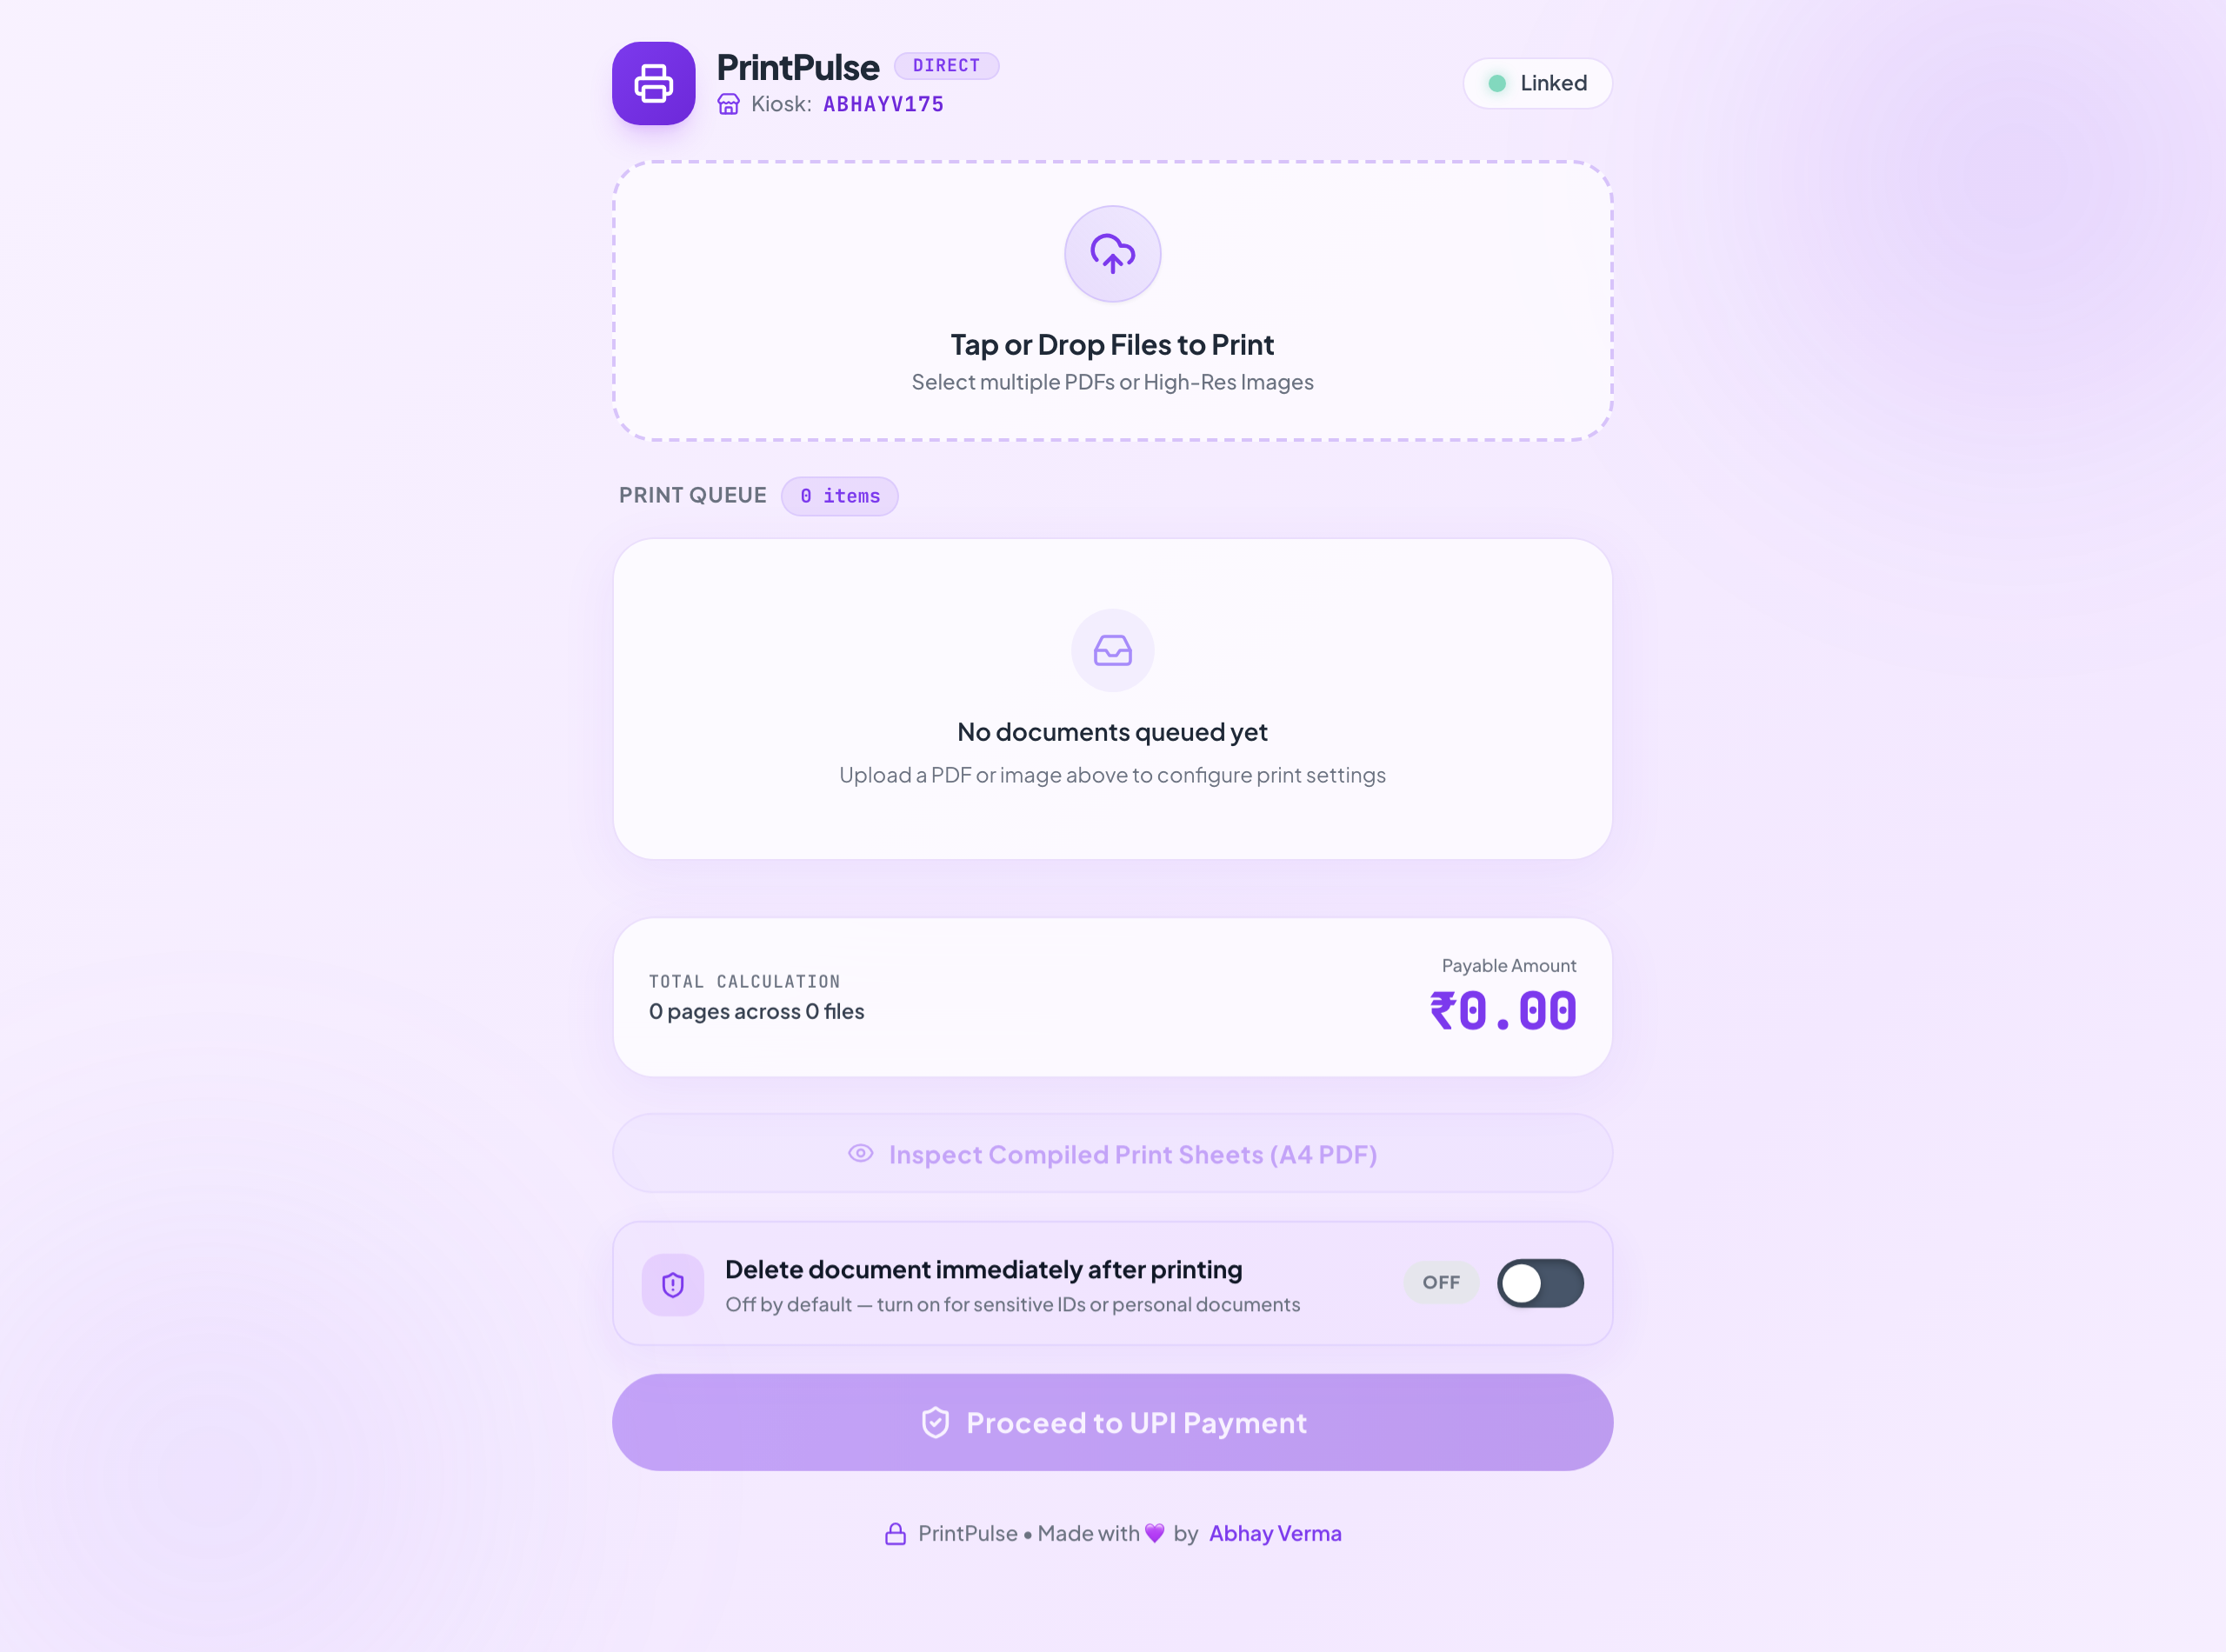 PrintPulse DIRECT
Kiosk: ABHAYV175
Linked
Tap or Drop Files to Print
Select multiple PDFs or High-Res Images
PRINT QUEUE 0 items
No documents queued yet
Upload a PDF or image above to configure print settings
TOTAL CALCULATION
0 pages across 0 files
Payable Amount
₹0.00
Inspect Compiled Print Sheets (A4 PDF)
Delete document immediately after printing
Off by default — turn on for sensitive IDs or personal documents
OFF
Proceed to UPI Payment
PrintPulse • Made with 💜 by Abhay Verma